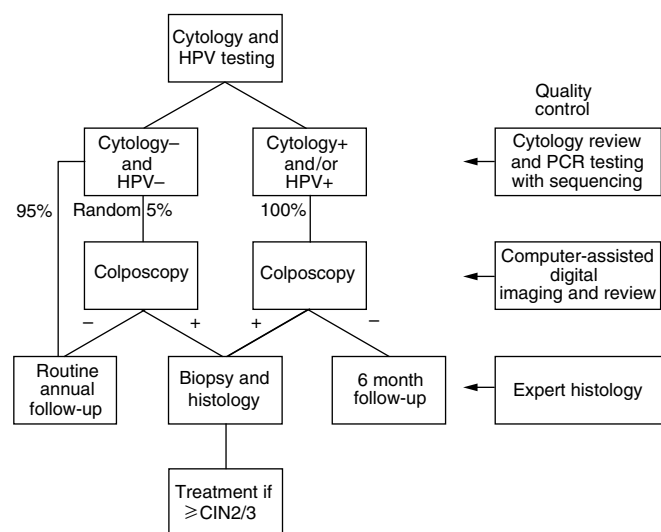 Cytology and
HPV testing
Quality
control
Cytology–
and
HPV–
Cytology+
and/or
HPV+
Cytology review
and PCR testing
with sequencing
95%
Random 5%
100%
Colposcopy
Colposcopy
Computer-assisted
digital
imaging and review
–
+
+
–
Routine
annual
follow-up
Biopsy and
histology
6 month
follow-up
Expert histology
Treatment if
⩾CIN2/3